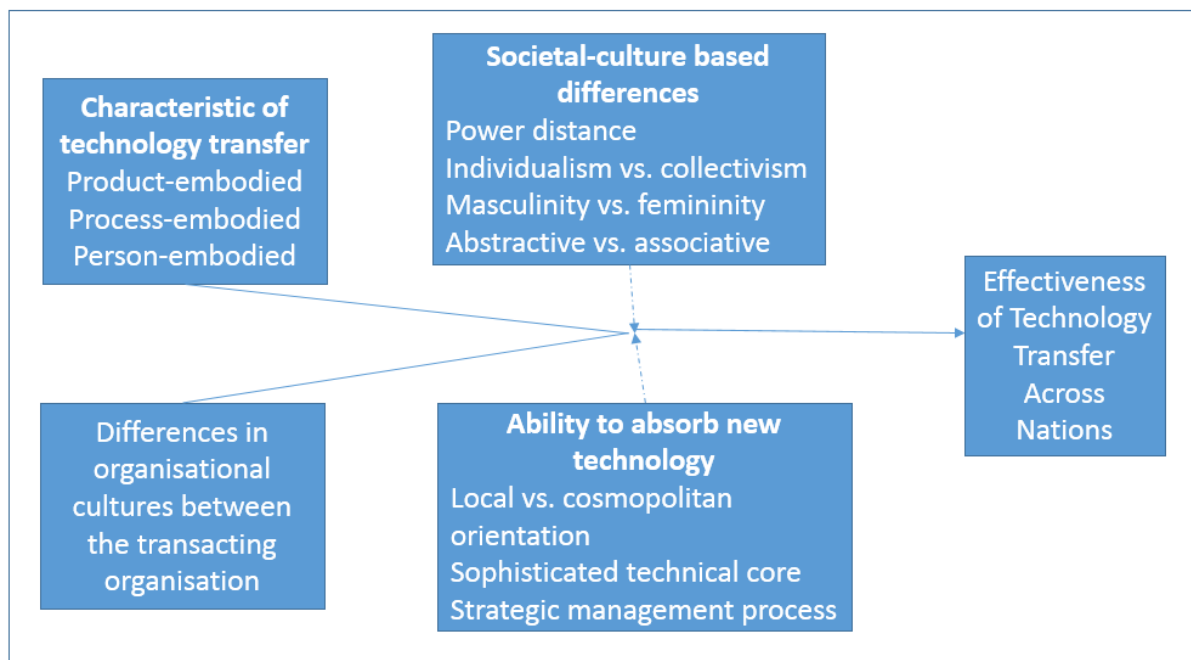 Characteristic of
technology transfer
Product-embodied
Process-embodied
Person-embodied
Societal-culture based
differences
Power distance
Individualism vs. collectivism
Masculinity vs. femininity
Abstractive vs. associative
Effectiveness
of Technology
Transfer
Across
Nations
Differences in
organisational
cultures between
the transacting
organisation
Ability to absorb new
technology
Local vs. cosmopolitan
orientation
Sophisticated technical core
Strategic management process